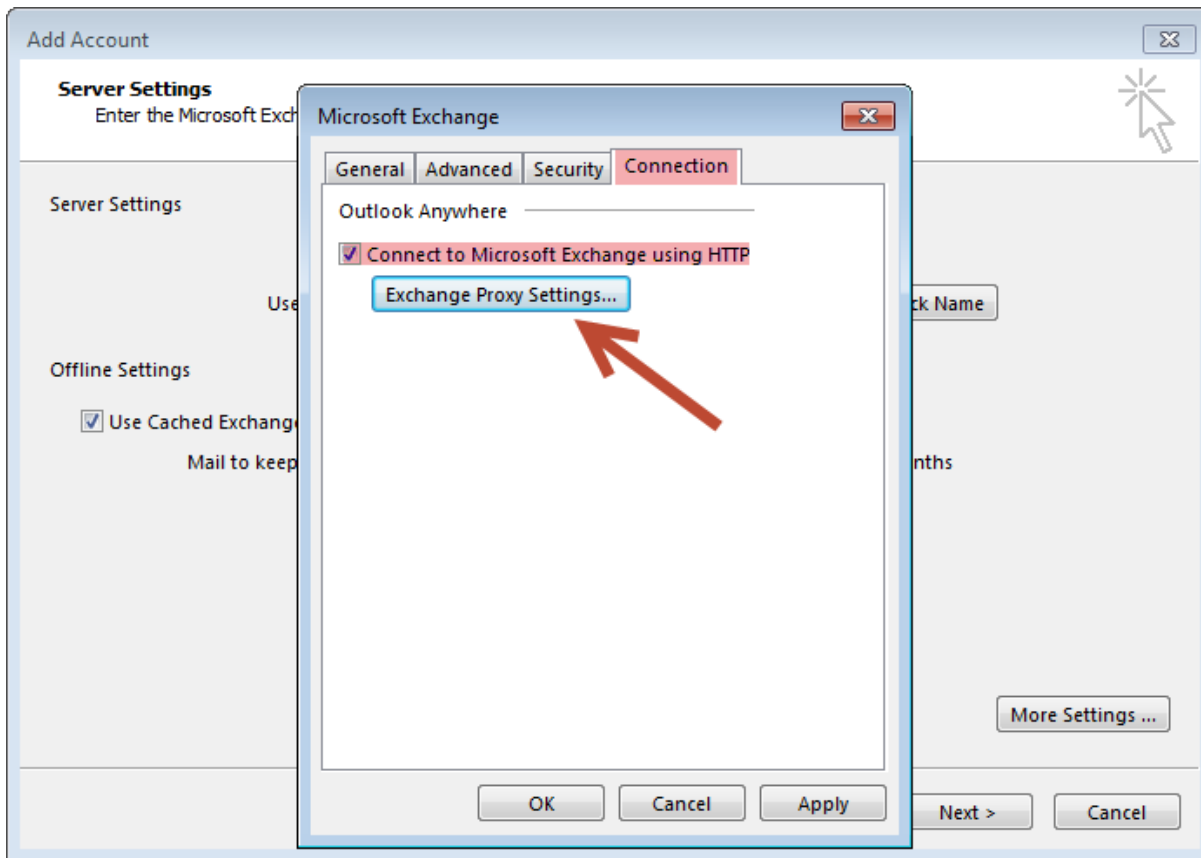 Add Account
Server Settings
Enter the Microsoft Exch
Microsoft Exchange
General Advanced Security Connection
Server Settings
Outlook Anywhere
Connect to Microsoft Exchange using HTTP
Exchange Proxy Settings...
Use
ck Name
Offline Settings
Use Cached Exchange
Mail to keep
nths
More Settings ...
OK Cancel Apply
Next > Cancel